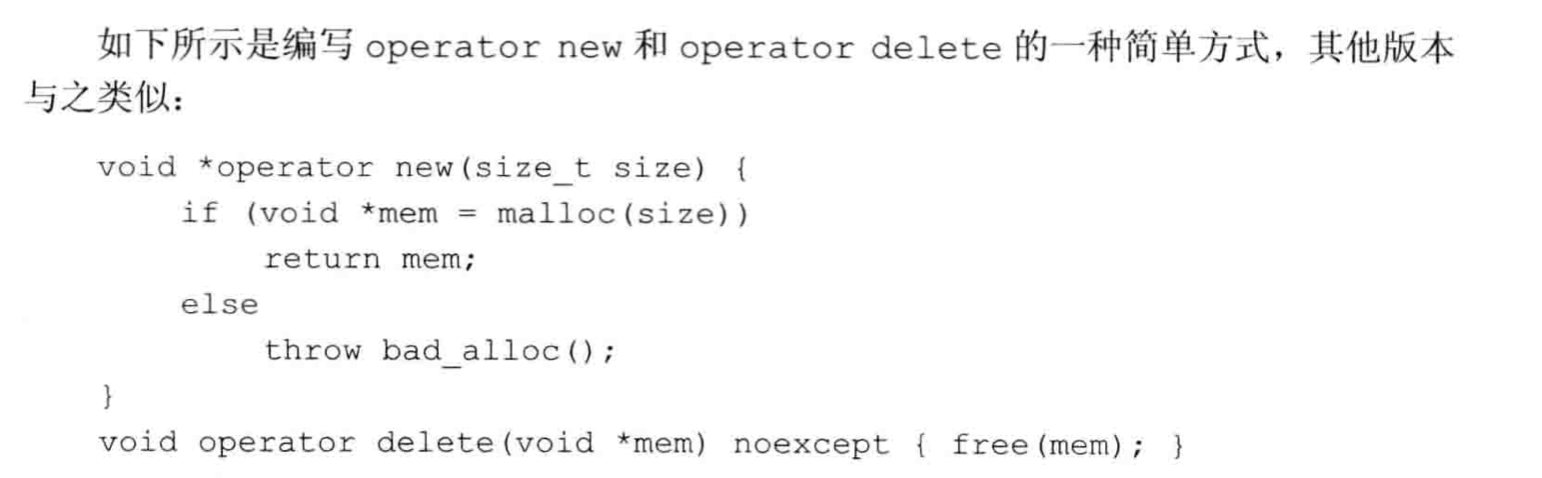 如下所示是编写 operator new 和 operator delete 的一种简单方式，其他版本
与之类似：
void *operator new(size_t size) {
if (void *mem = malloc(size))
return mem;
else
throw bad_alloc();
}
void operator delete(void *mem) noexcept { free(mem); }